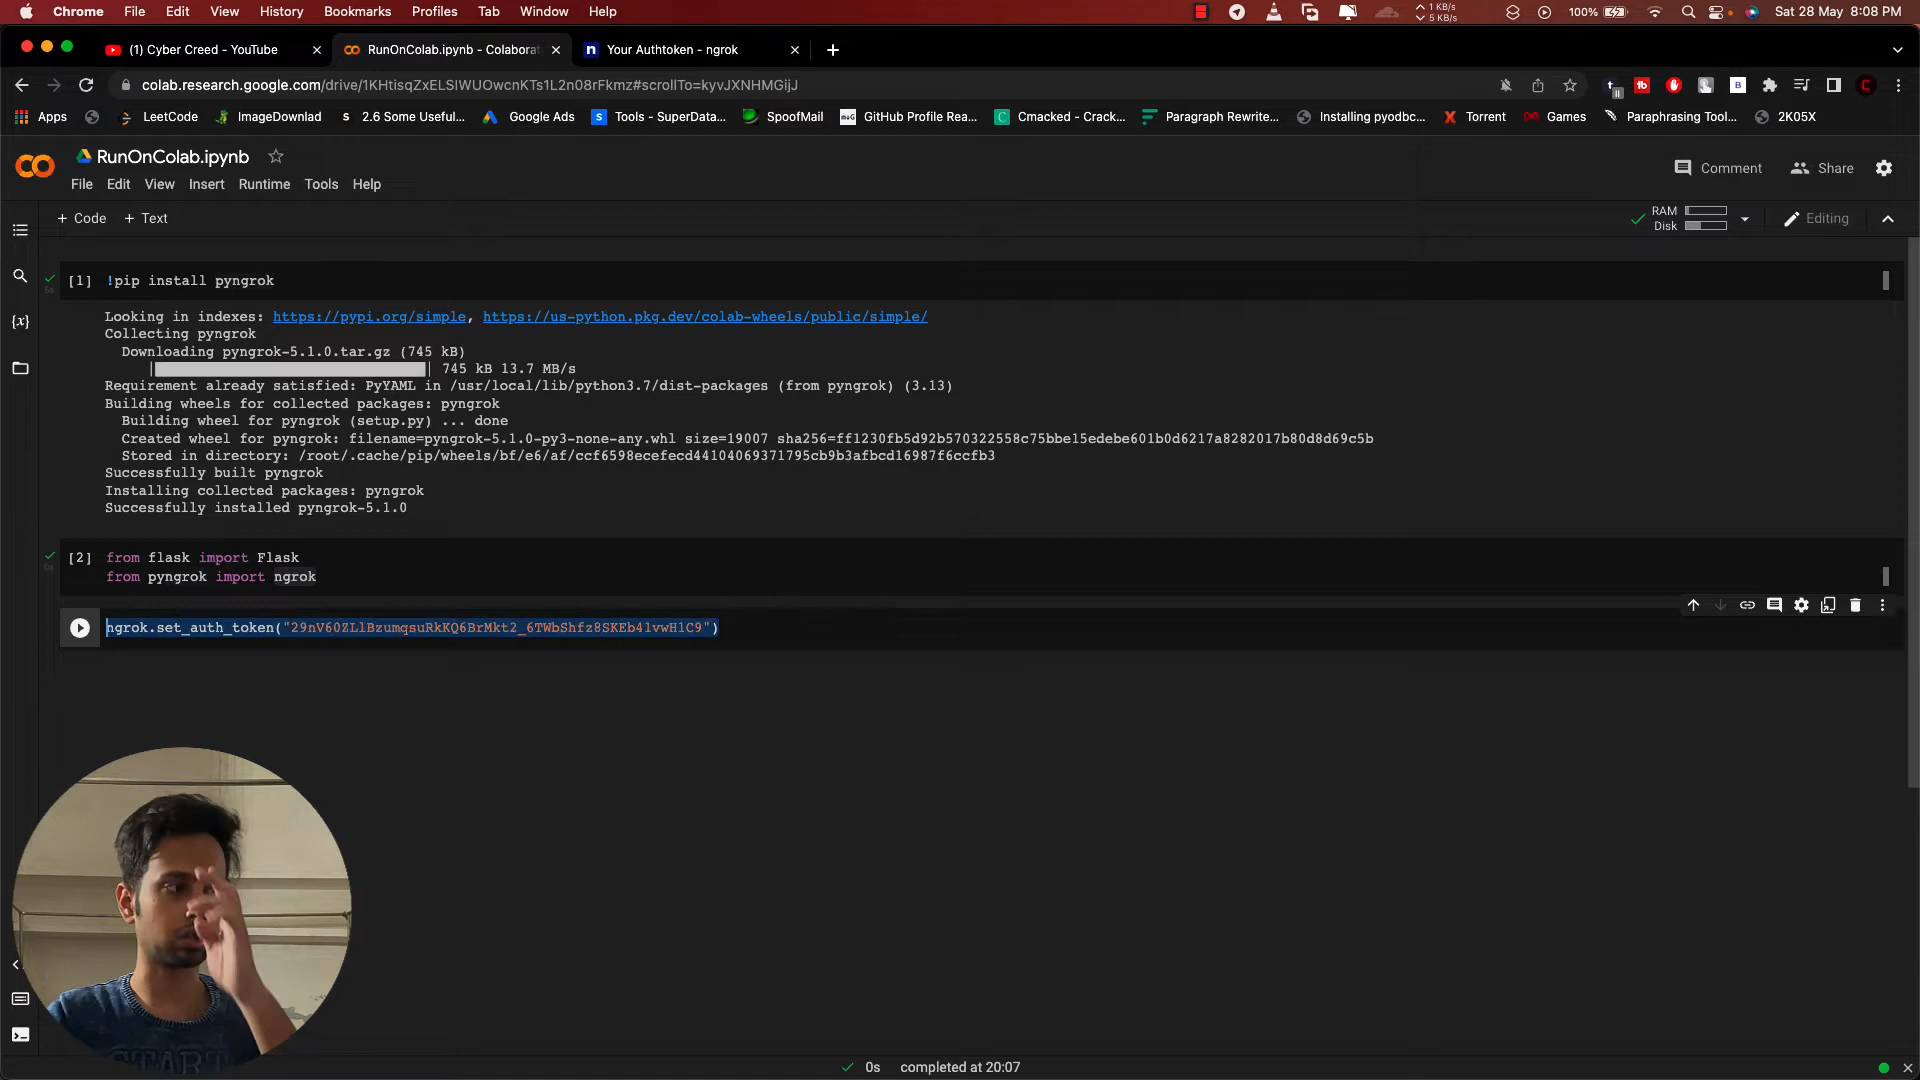 Chrome File Edit View History Bookmarks Profiles Tab Window Help
1 KB/s
5 KB/s
100%
Sat 28 May 8:08 PM
(1) Cyber Creed - YouTube
RunOnColab.ipynb - Colaborat
Your Authtoken - ngrok
colab.research.google.com/drive/1KHtisqZxELSlWUOwcnKTs1L2n08rFkmz#scrollTo=kyvJXNHMGijJ
Apps LeetCode ImageDownlad 2.6 Some Useful... Google Ads Tools - SuperData... SpoofMail GitHub Profile Rea... Cmacked - Crack... Paragraph Rewrite... Installing pyodbc... Torrent Games Paraphrasing Tool... 2K05X
RunOnColab.ipynb
Comment Share
File Edit View Insert Runtime Tools Help
+ Code + Text
RAM
Disk
Editing
[1] !pip install pyngrok
Looking in indexes: https://pypi.org/simple, https://us-python.pkg.dev/colab-wheels/public/simple/
Collecting pyngrok
Downloading pyngrok-5.1.0.tar.gz (745 kB)
745 kB 13.7 MB/s
Requirement already satisfied: PyYAML in /usr/local/lib/python3.7/dist-packages (from pyngrok) (3.13)
Building wheels for collected packages: pyngrok
Building wheel for pyngrok (setup.py) ... done
Created wheel for pyngrok: filename=pyngrok-5.1.0-py3-none-any.whl size=19007 sha256=ff1230fb5d92b570322558c75bbe15edebe601b0d6217a8282017b80d8d69c5b
Stored in directory: /root/.cache/pip/wheels/bf/e6/af/ccf6598ecefecd44104069371795cb9b3afbcd16987f6ccfb3
Successfully built pyngrok
Installing collected packages: pyngrok
Successfully installed pyngrok-5.1.0
[2] from flask import Flask
from pyngrok import ngrok
ngrok.set_auth_token("29nV60ZLlBzumqsuRkKQ6BrMkt2_6TWbShfz8SKEb41vwH1C9")
0s completed at 20:07